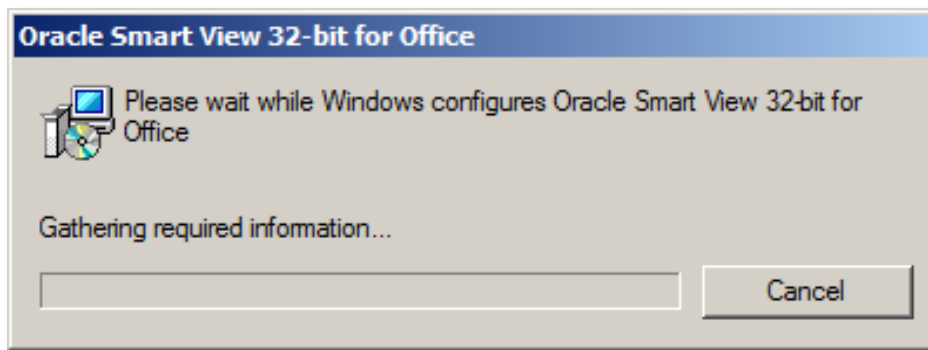 Oracle Smart View 32-bit for Office
Please wait while Windows configures Oracle Smart View 32-bit for
Office
Gathering required information...
Cancel